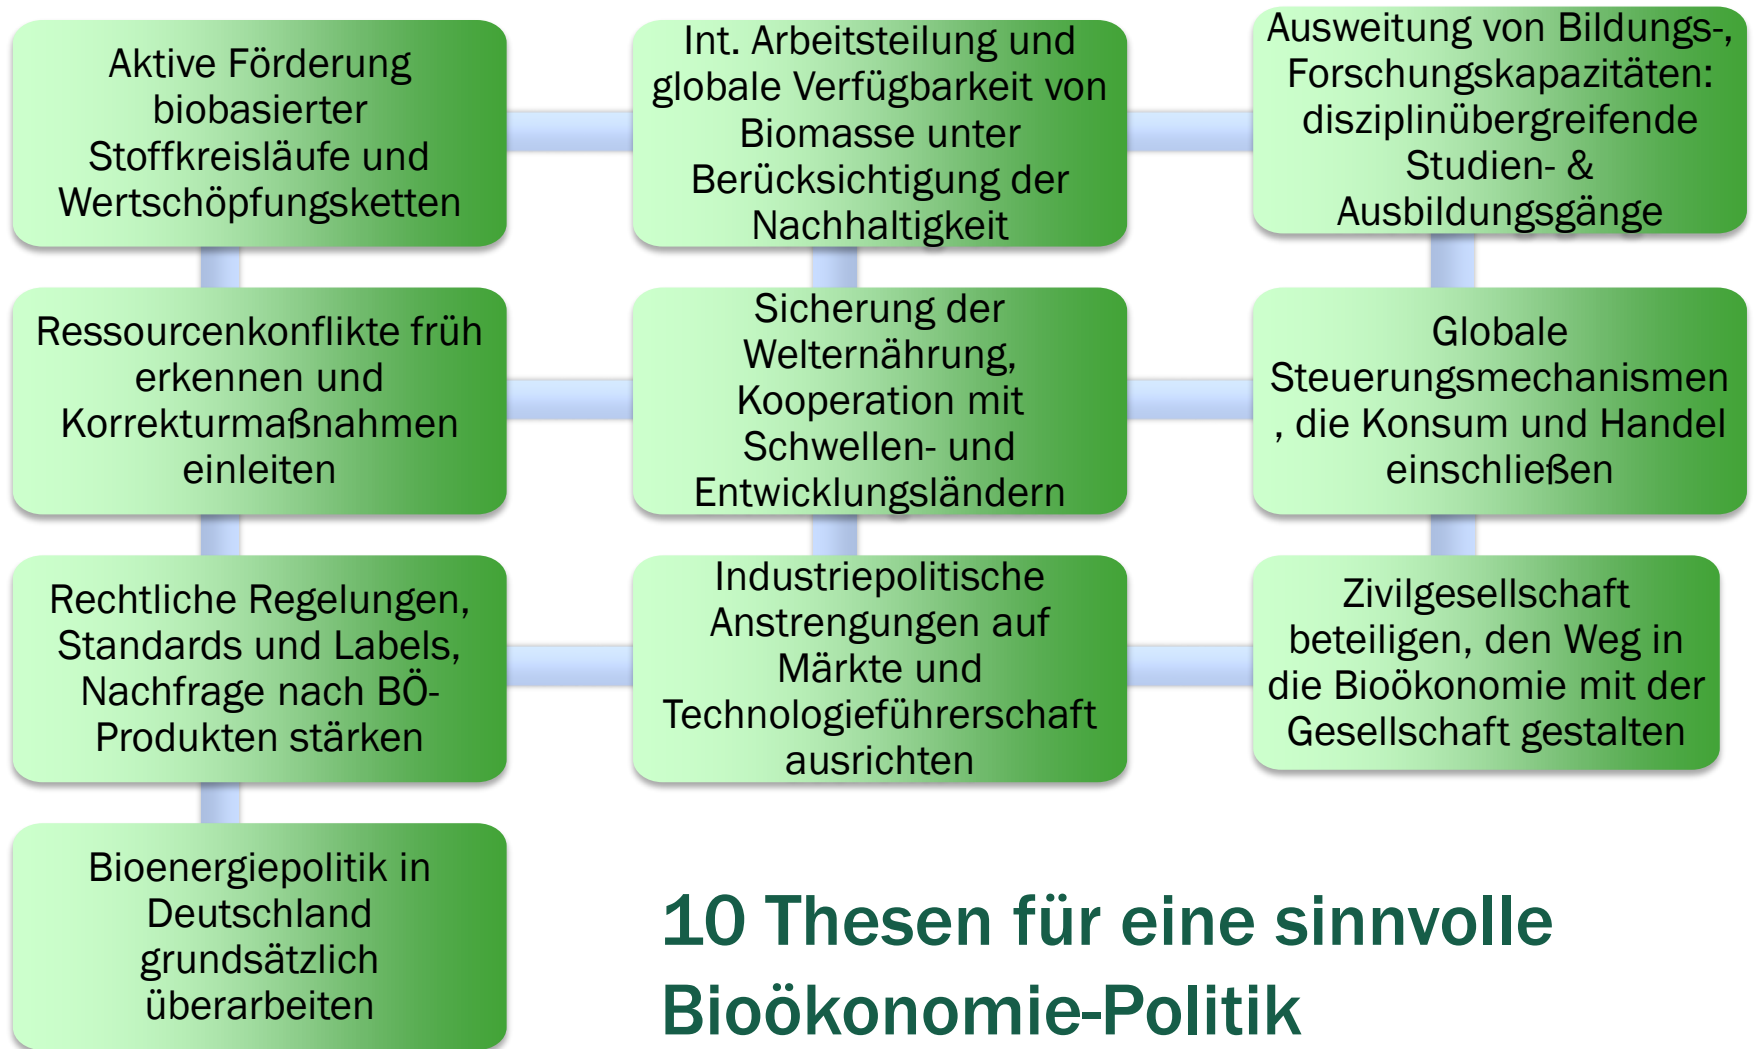 Aktive Förderung
biobasierter
Stoffkreisläufe und
Wertschöpfungsketten
Int. Arbeitsteilung und
globale Verfügbarkeit von
Biomasse unter
Berücksichtigung der
Nachhaltigkeit
Ausweitung von Bildungs-,
Forschungskapazitäten:
disziplinübergreifende
Studien- &
Ausbildungsgänge
Ressourcenkonflikte früh
erkennen und
Korrekturmaßnahmen
einleiten
Sicherung der
Welternährung,
Kooperation mit
Schwellen- und
Entwicklungsländern
Globale
Steuerungsmechanismen
, die Konsum und Handel
einschließen
Rechtliche Regelungen,
Standards und Labels,
Nachfrage nach BÖ-
Produkten stärken
Industriepolitische
Anstrengungen auf
Märkte und
Technologieführerschaft
ausrichten
Zivilgesellschaft
beteiligen, den Weg in
die Bioökonomie mit der
Gesellschaft gestalten
Bioenergiepolitik in
Deutschland
grundsätzlich
überarbeiten
10 Thesen für eine sinnvolle
Bioökonomie-Politik